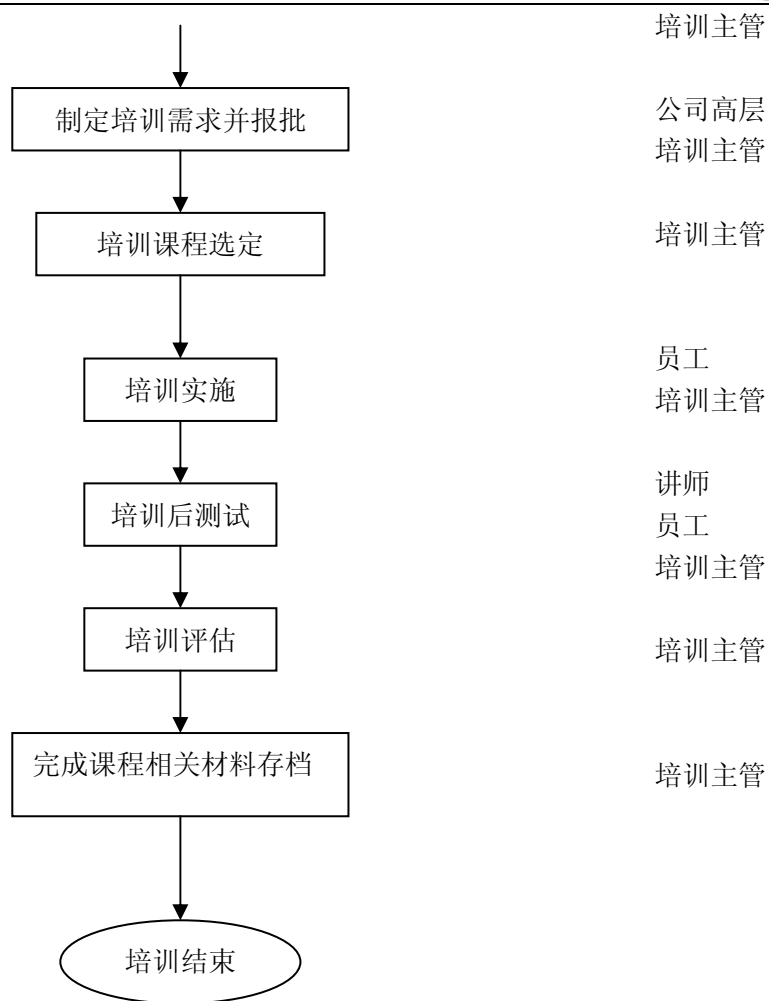 培训主管
制定培训需求并报批
公司高层
培训主管
培训课程选定
培训主管
员工
培训实施
培训主管
讲师
培训后测试
员工
培训主管
培训评估
培训主管
完成课程相关材料存档
培训主管
培训结束